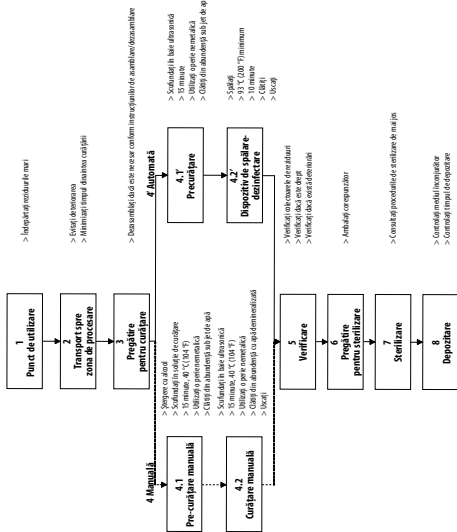 1
Punct de utilizare
> Îndepărtați reziduurile mari
2
Transport spre
zona de procesare
> Evitați deteriorarea
> Minimizați timpul dinaintea curățării
3
Pregătire
pentru curățare
> Dezasamblați dacă este necesar conform instrucțiunilor de asamblare/dezasamblare
4 Manuală
4.1
Pre-curățare manuală
> Ștergere cu alcool
> Scufundați în soluție de curățare
> 15 minute, 40 °C (104 °F)
> Utilizați o perie nemetalică
> Clătiți din abundență sub jet de apă
4.2
Curățare manuală
> Scufundați în baie ultrasonică
> 15 minute, 40 °C (104 °F)
> Utilizați o perie nemetalică
> Clătiți din abundență cu apă demineralizată
> Uscați
4' Automată
4.1'
Precurățare
> Scufundați în baie ultrasonică
> 15 minute
> Utilizați o perie nemetalică
> Clătiți din abundență sub jet de ap
4.2'
Dispozitiv de spălare-
dezinfectare
> Spălați
> 93 °C (200 °F) minimum
> 10 minute
> Clătiți
> Uscați
5
Verificare
> Verificați colectoarele de reziduuri
> Verificați dacă este drept
> Verificați dacă există deteriorări
6
Pregătire
pentru sterilizare
> Ambalați corespunzător
7
Sterilizare
> Consultați procedurile de sterilizare de mai jos
8
Depozitare
> Controlați mediul înconjurător
> Controlați timpul de depozitare